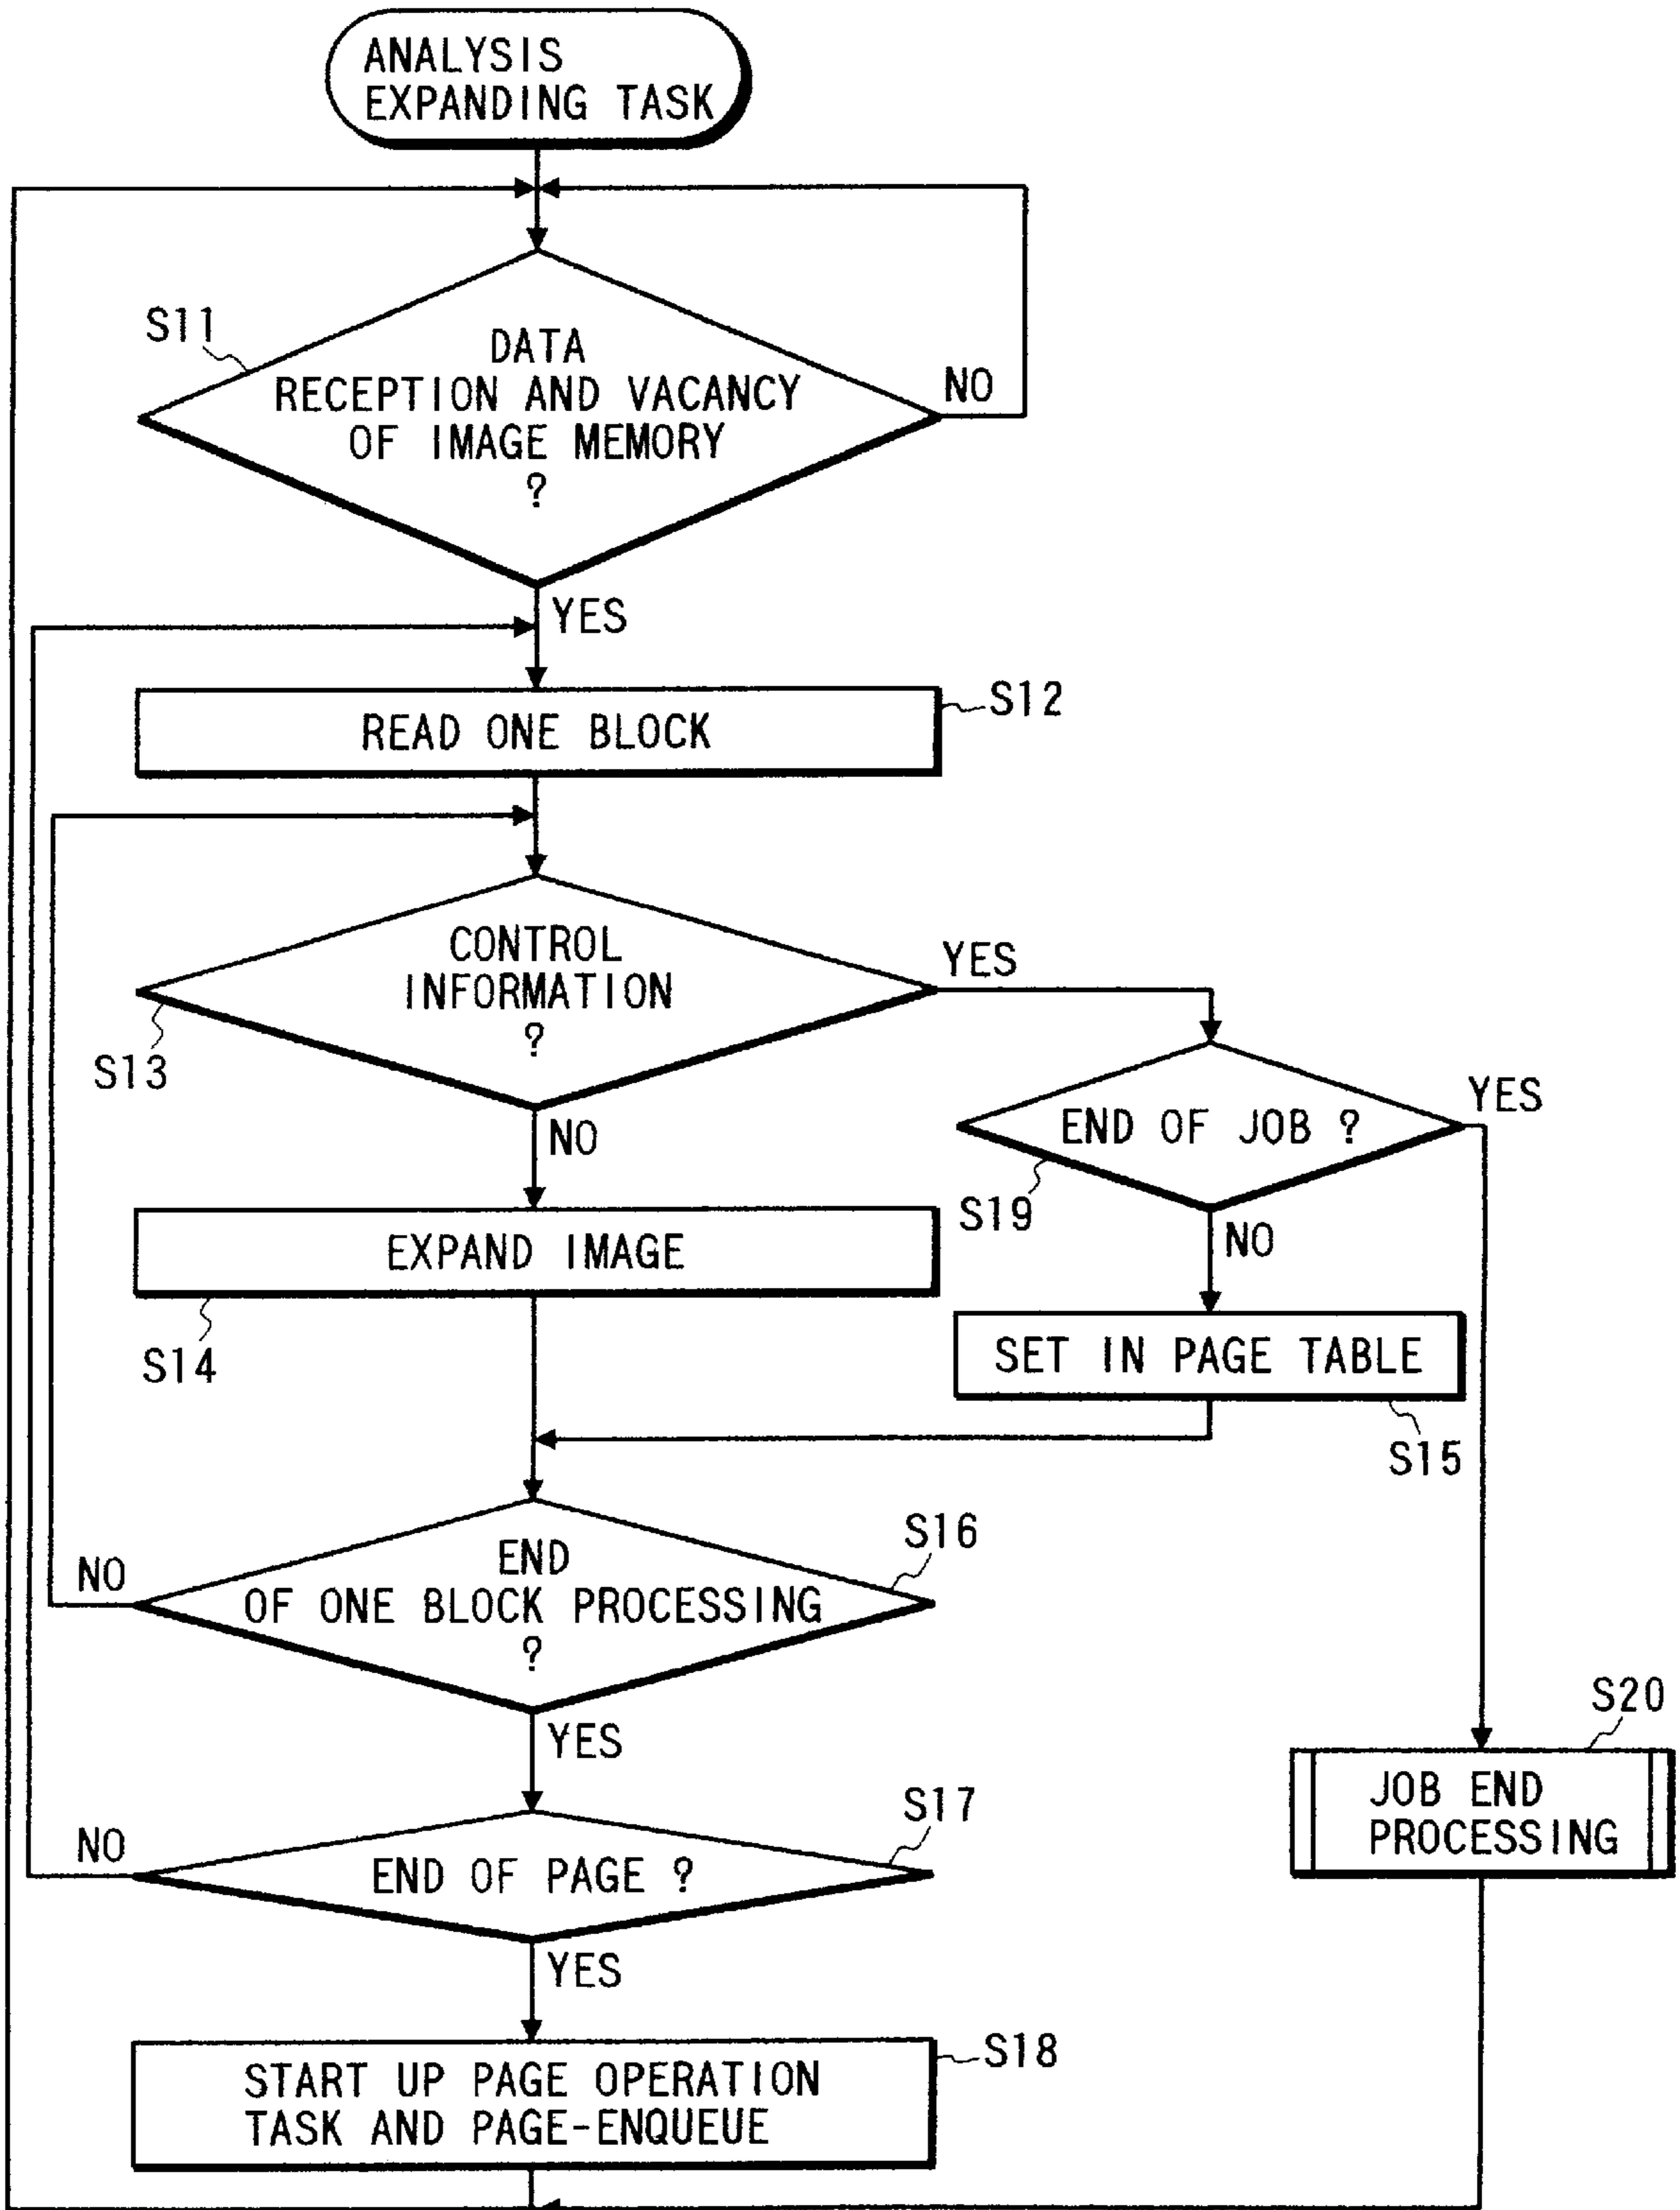 ANALYSIS
EXPANDING TASK
S11
DATA
RECEPTION AND VACANCY
OF IMAGE MEMORY
?
NO
YES
S12
READ ONE BLOCK
CONTROL
INFORMATION
?
YES
S13
NO
END OF JOB ?
YES
S19
NO
EXPAND IMAGE
S14
SET IN PAGE TABLE
S15
S16
END
OF ONE BLOCK PROCESSING
?
NO
YES
S20
JOB END
PROCESSING
S17
END OF PAGE ?
NO
YES
S18
START UP PAGE OPERATION
TASK AND PAGE-ENQUEUE